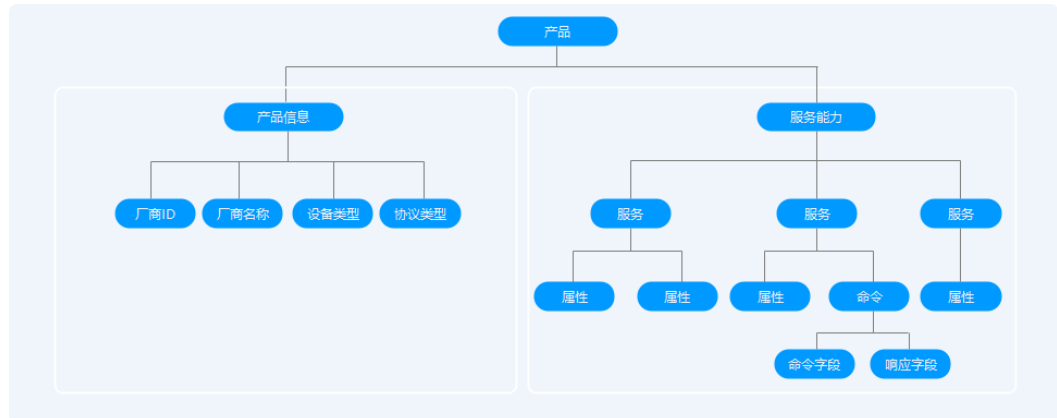 产品
产品信息
服务能力
厂商ID
厂商名称
设备类型
协议类型
服务
服务
服务
属性
属性
属性
命令
属性
命令字段
响应字段